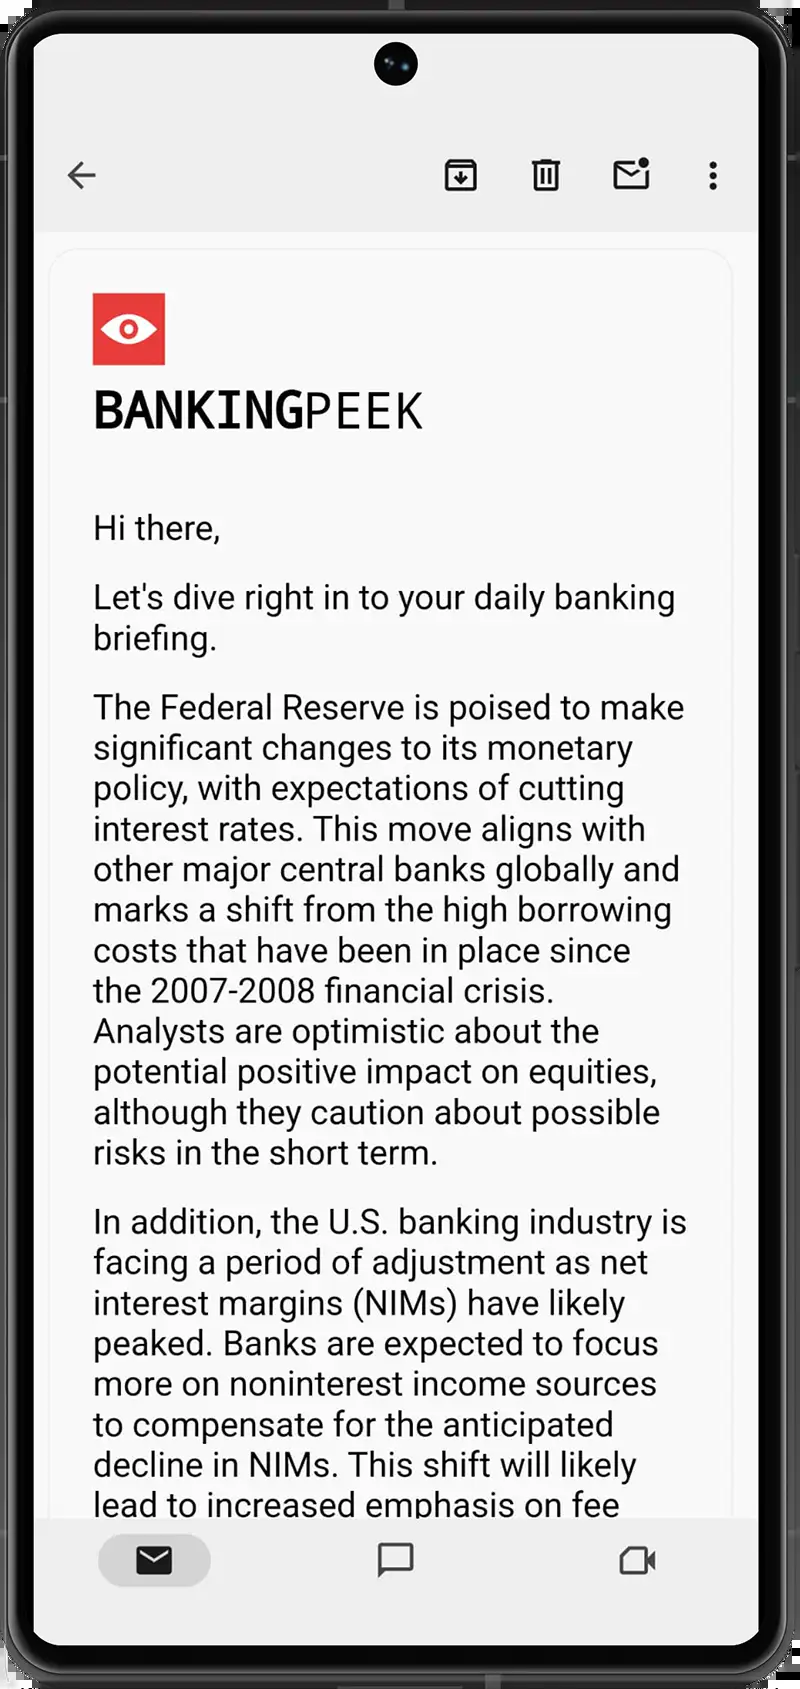 BANKINGPEEK
Hi there,
Let's dive right in to your daily banking
briefing.
The Federal Reserve is poised to make
significant changes to its monetary
policy, with expectations of cutting
interest rates. This move aligns with
other major central banks globally and
marks a shift from the high borrowing
costs that have been in place since
the 2007-2008 financial crisis.
Analysts are optimistic about the
potential positive impact on equities,
although they caution about possible
risks in the short term.
In addition, the U.S. banking industry is
facing a period of adjustment as net
interest margins (NIMs) have likely
peaked. Banks are expected to focus
more on noninterest income sources
to compensate for the anticipated
decline in NIMs. This shift will likely
lead to increased emphasis on fee